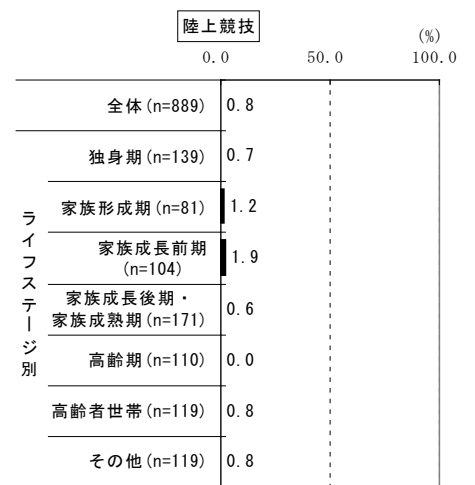 陸上競技
(%)
0.0 50.0 100.0
全体(n=889) 0.8
ライフステージ別
独身期(n=139) 0.7
家族形成期(n=81) 1.2
家族成長前期
(n=104) 1.9
家族成長後期・
家族成熟期(n=171) 0.6
高齢期(n=110) 0.0
高齢者世帯(n=119) 0.8
その他(n=119) 0.8